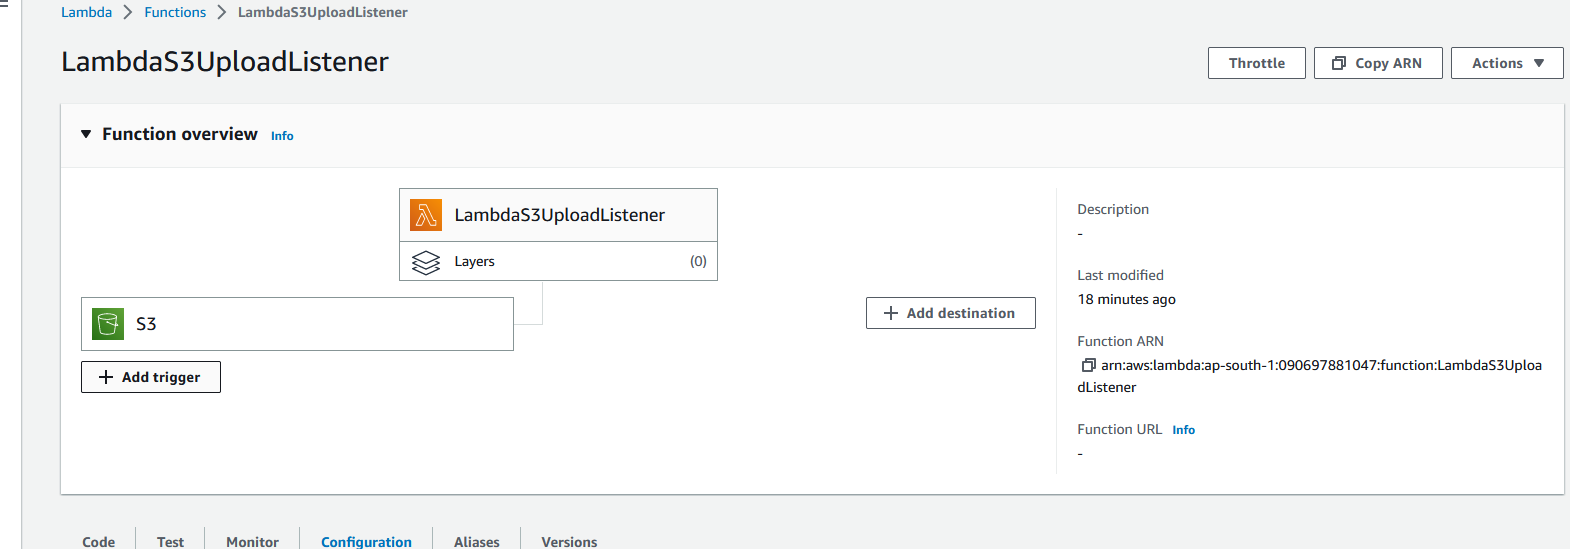 Lambda > Functions > LambdaS3UploadListener
LambdaS3UploadListener
Throttle
Copy ARN
Actions
Function overview Info
LambdaS3UploadListener
Layers (0)
S3
Add trigger
Add destination
Description
-
Last modified
18 minutes ago
Function ARN
arn:aws:lambda:ap-south-1:090697881047:function:LambdaS3Uploa
dListener
Function URL Info
-
Code Test Monitor Configuration Aliases Versions